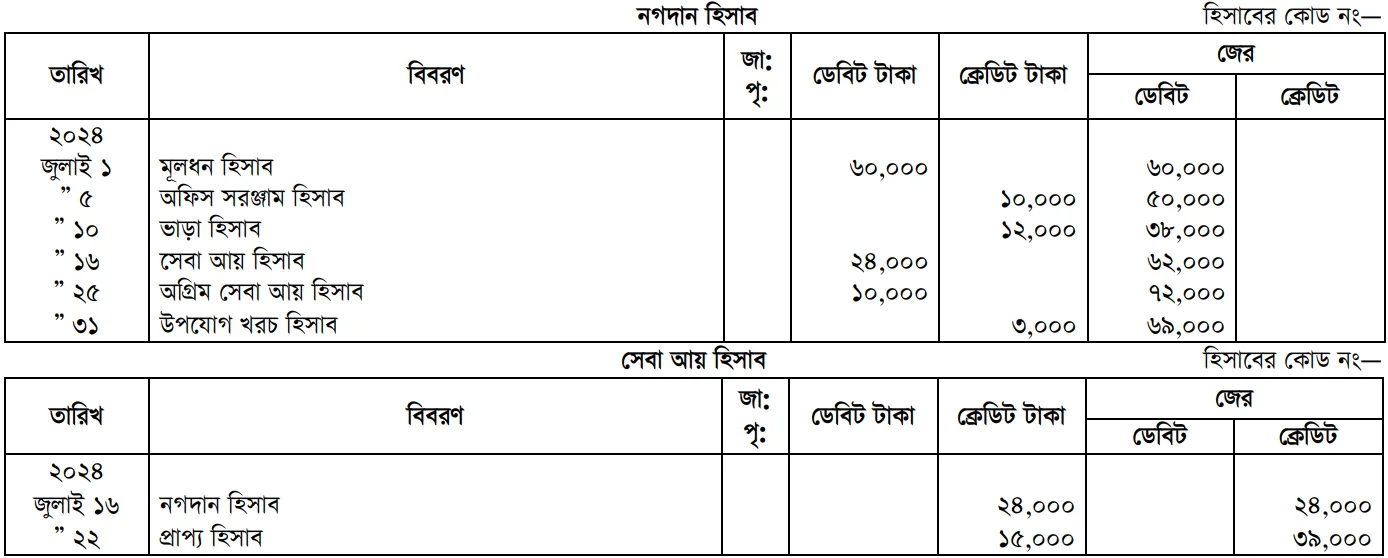 নগদান হিসাব হিসাবের কোড নং—
তারিখ বিবরণ জা: পৃ: ডেবিট টাকা ক্রেডিট টাকা জের
ডেবিট ক্রেডিট
২০২৪
জুলাই ১ মূলধন হিসাব ৬০,০০০ ৬০,০০০
” ৫ অফিস সরঞ্জাম হিসাব ১০,০০০ ৫০,০০০
” ১০ ভাড়া হিসাব ১২,০০০ ৩৮,০০০
” ১৬ সেবা আয় হিসাব ২৪,০০০ ৬২,০০০
” ২৫ অগ্রিম সেবা আয় হিসাব ১০,০০০ ৭২,০০০
” ৩১ উপযোগ খরচ হিসাব ৩,০০০ ৬৯,০০০
সেবা আয় হিসাব হিসাবের কোড নং—
তারিখ বিবরণ জা: পৃ: ডেবিট টাকা ক্রেডিট টাকা জের
ডেবিট ক্রেডিট
২০২৪
জুলাই ১৬ নগদান হিসাব ২৪,০০০ ২৪,০০০
” ২২ প্রাপ্য হিসাব ১৫,০০০ ৩৯,০০০